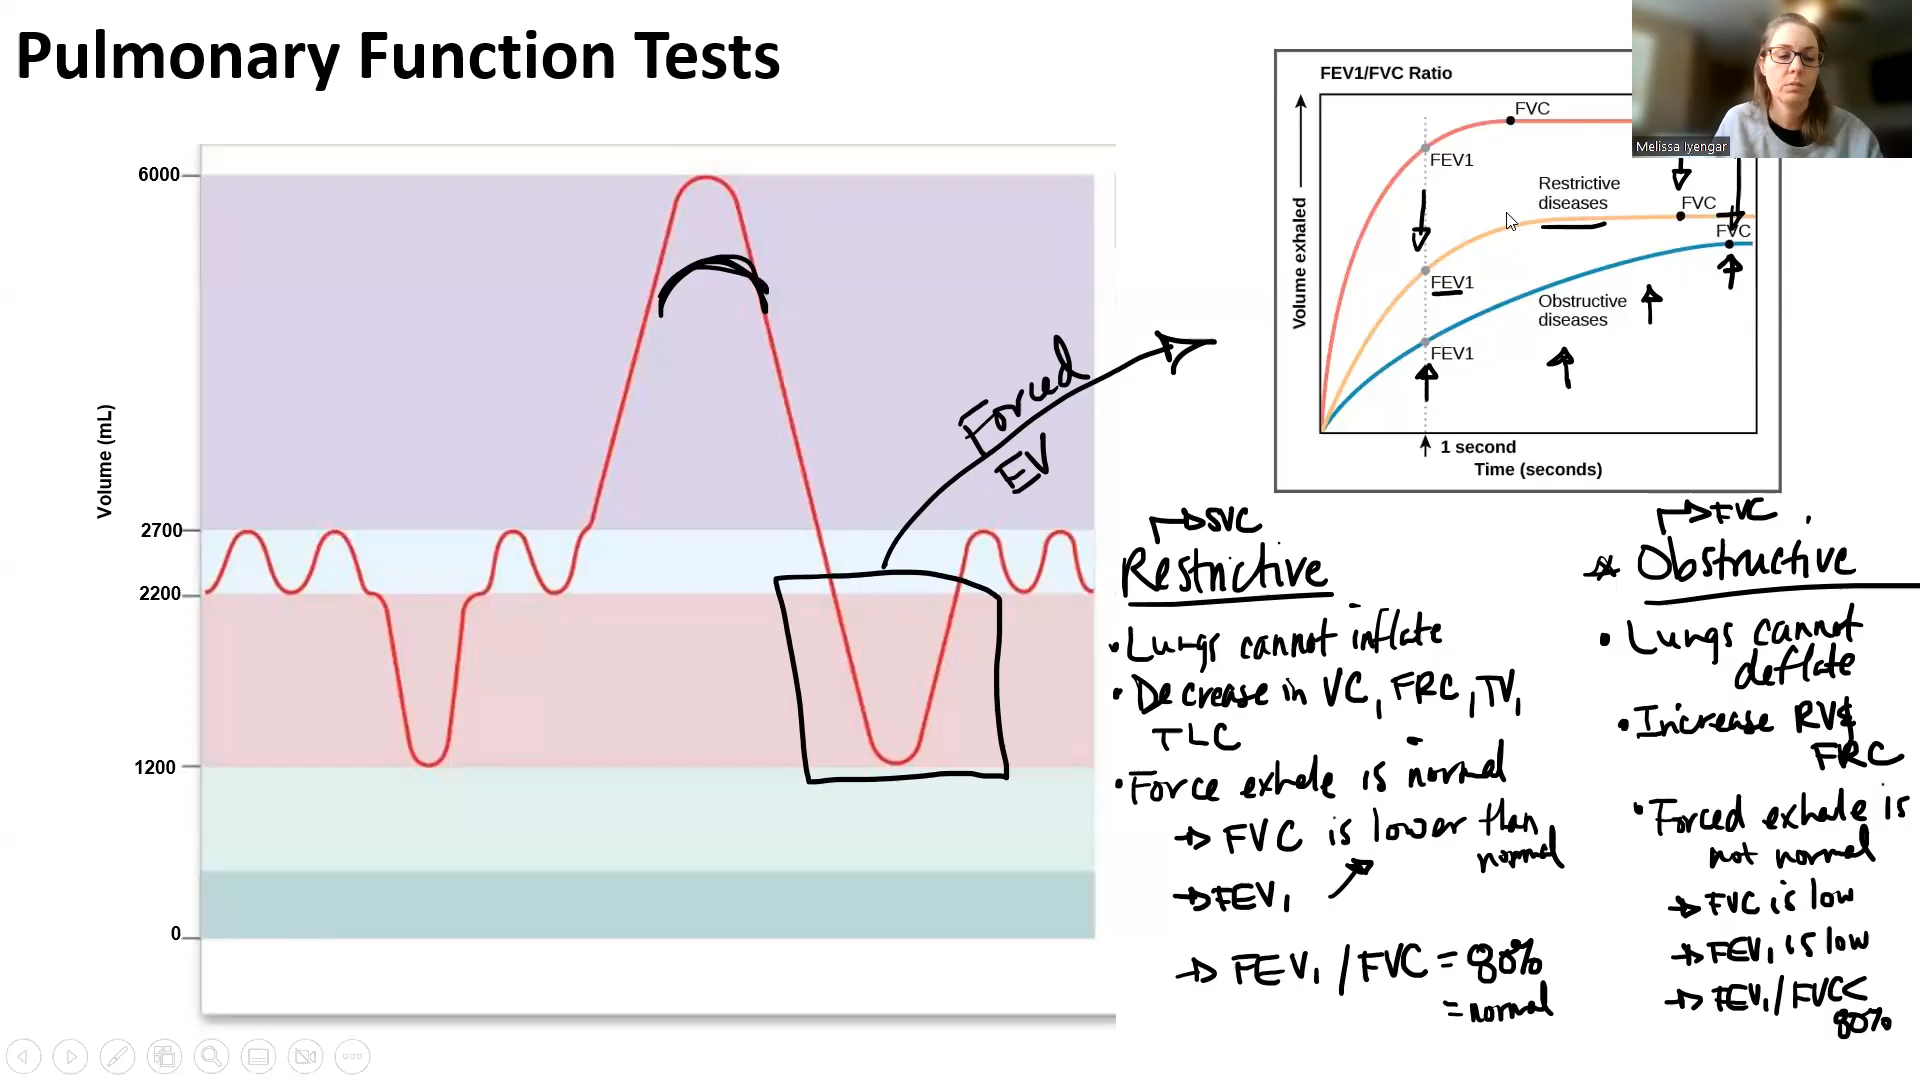 Pulmonary Function Tests
Melissa Iyengar
6000
2700
2200
1200
0
Volume (mL)
Forced
EV
FEV1/FVC Ratio
FVC
FEV1
Restrictive
diseases
FVC
FVC
FEV1
Obstructive
diseases
FEV1
Volume exhaled
1 second
Time (seconds)
SVC
Restrictive
• Lungs cannot inflate
• Decrease in VC, FRC, TV,
TLC
• Force exhale is normal
→ FVC is lower than
normal
→ FEV1
→ FEV1 / FVC = 80%
= normal
FVC
Obstructive
• Lungs cannot
deflate
• Increase RV &
FRC
• Forced exhale is
not normal
→ FVC is low
→ FEV1 is low
→ FEV1 / FVC <
80%